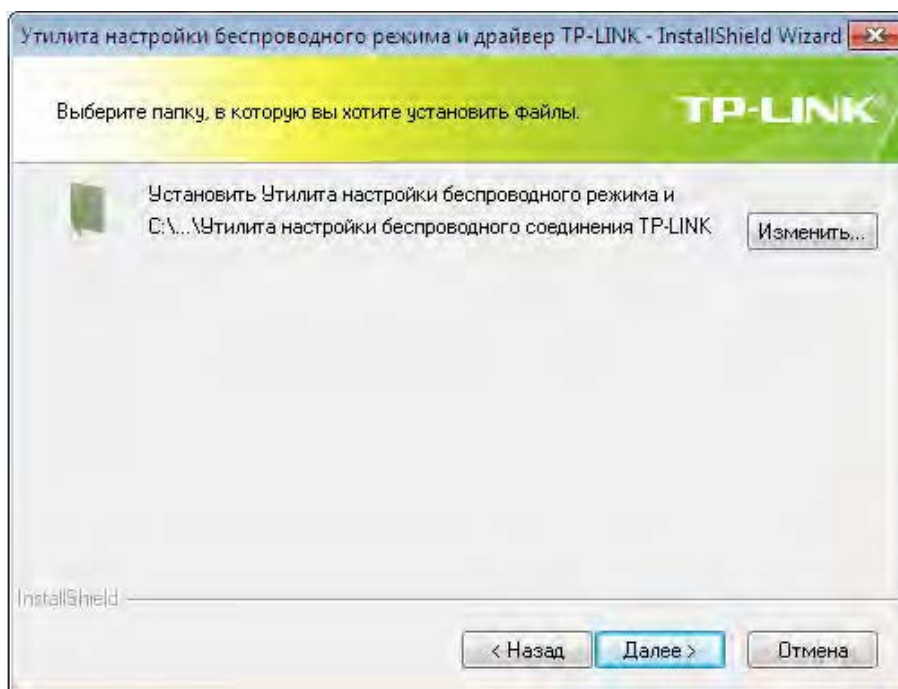 Утилита настройки беспроводного режима и драйвер TP-LINK - InstallShield Wizard
Выберите папку, в которую вы хотите установить файлы.
TP-LINK
Установить Утилита настройки беспроводного режима и
C:\...\Утилита настройки беспроводного соединения TP-LINK
Изменить...
InstallShield
< Назад
Далее >
Отмена